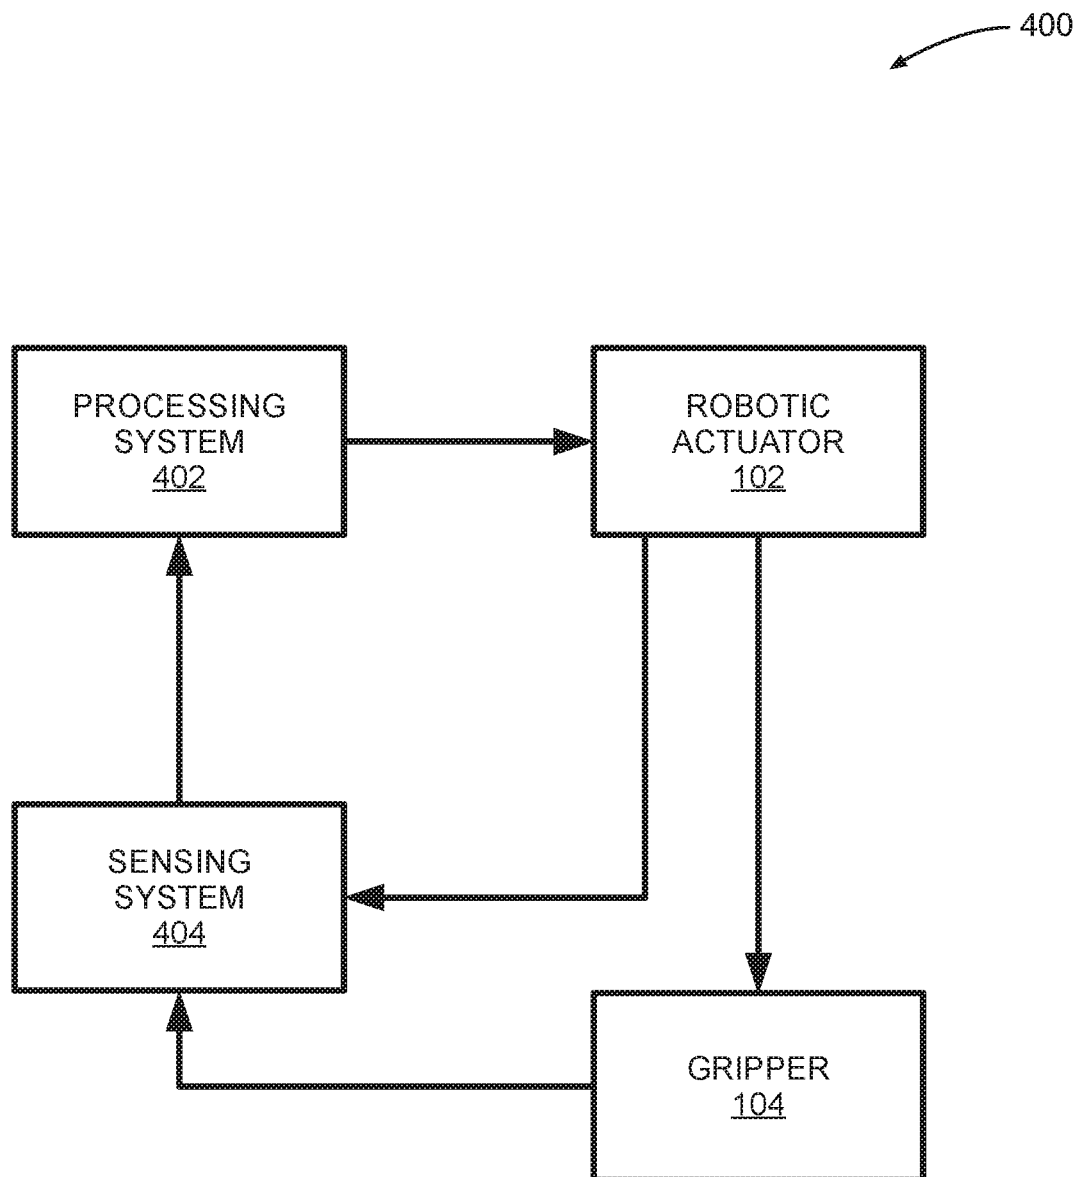 400
PROCESSING
SYSTEM
402
ROBOTIC
ACTUATOR
102
SENSING
SYSTEM
404
GRIPPER
104